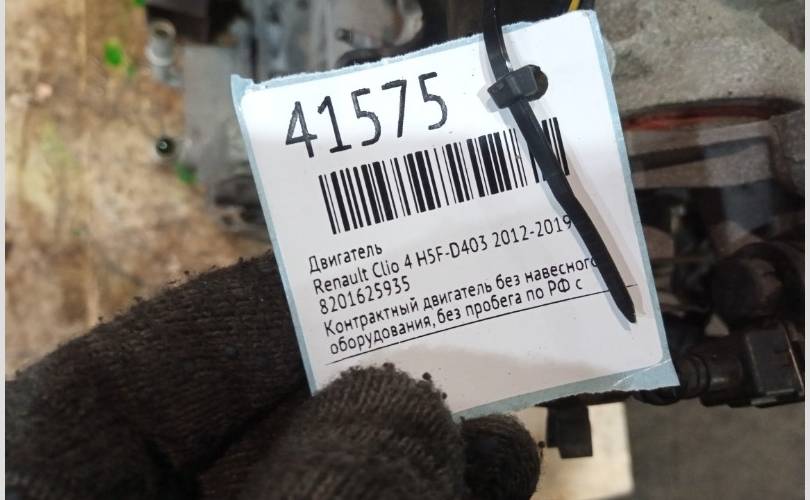 41575
Двигатель
Renault Clio 4 H5F-D403 2012-2019
8201625935
Контрактный двигатель без навесного
оборудования, без пробега по РФ с